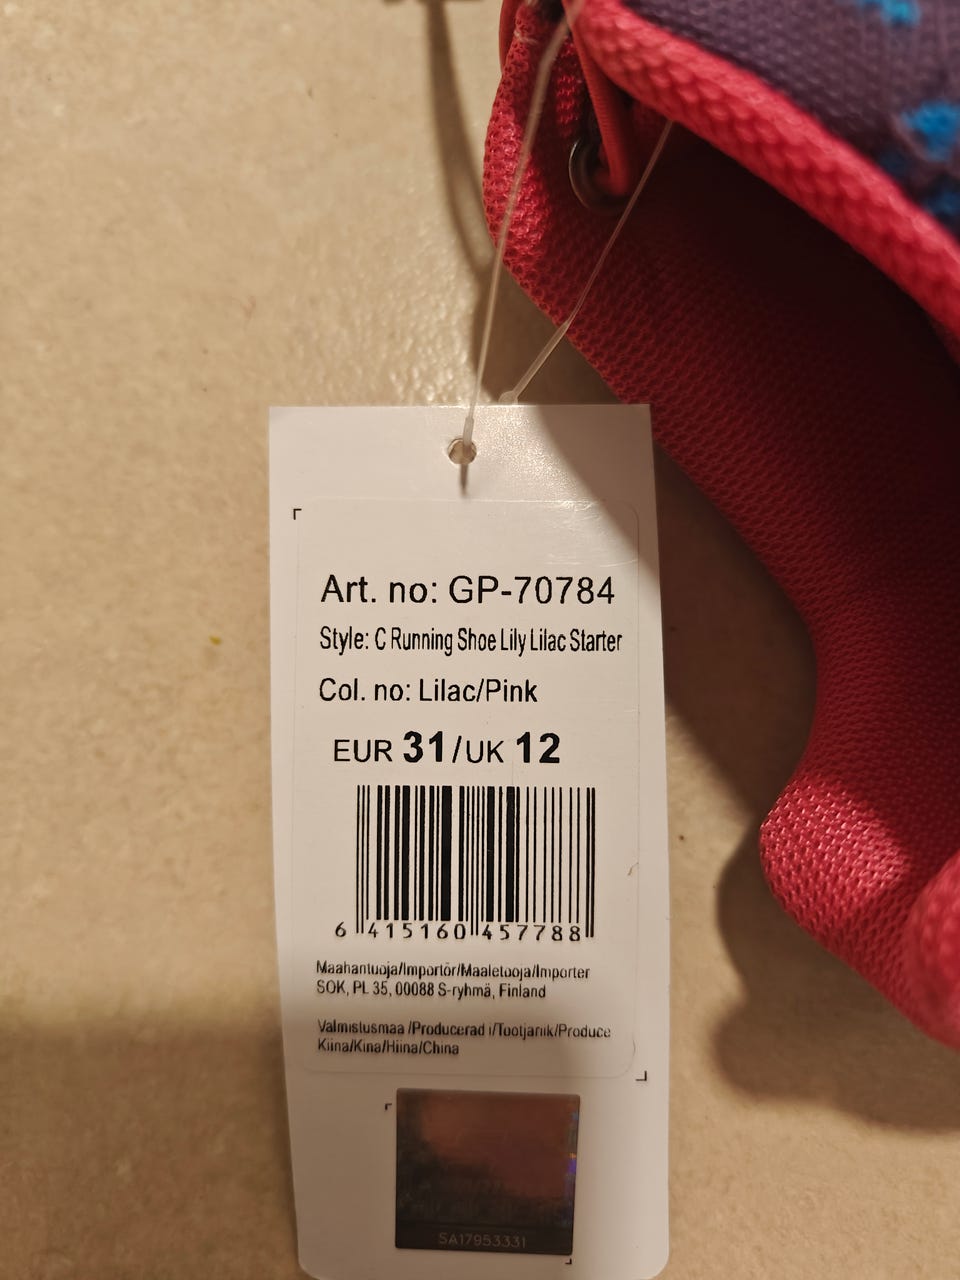 Art. no: GP-70784
Style: C Running Shoe Lily Lilac Starter
Col. no: Lilac/Pink
EUR 31/UK 12
6 415160 457788
Maahantuoja/Importör/Maaletooja/Importer
SOK, PL 35, 00088 S-ryhmä, Finland
Valmistusmaa /Producerad i/Tootjariik/Produce
Kiina/Kina/Hiina/China
SA17953331